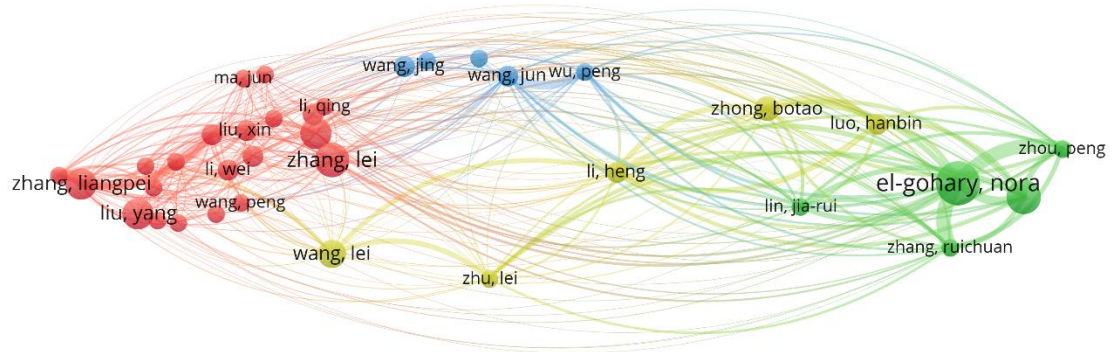 ma, jun
wang, jing
wang, jun
wu, peng
li, qing
liu, xin
zhong, botao
luo, hanbin
zhang, lei
li, wei
zhang, liangpei
li, heng
zhou, peng
el-gohary, nora
liu, yang
wang, peng
lin, jia-rui
wang, lei
zhu, lei
zhang, ruichuan